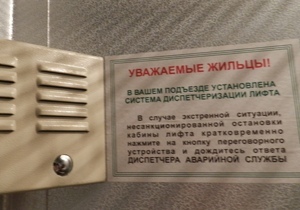 УВАЖАЕМЫЕ ЖИЛЬЦЫ!
В ВАШЕМ ПОДЪЕЗДЕ УСТАНОВЛЕНА
СИСТЕМА ДИСПЕТЧЕРИЗАЦИИ ЛИФТА
В случае экстренной ситуации,
несанкционированной остановки
кабины лифта кратковременно
нажмите на кнопку переговорного
устройства и дождитесь ответа
ДИСПЕТЧЕРА АВАРИЙНОЙ СЛУЖБЫ